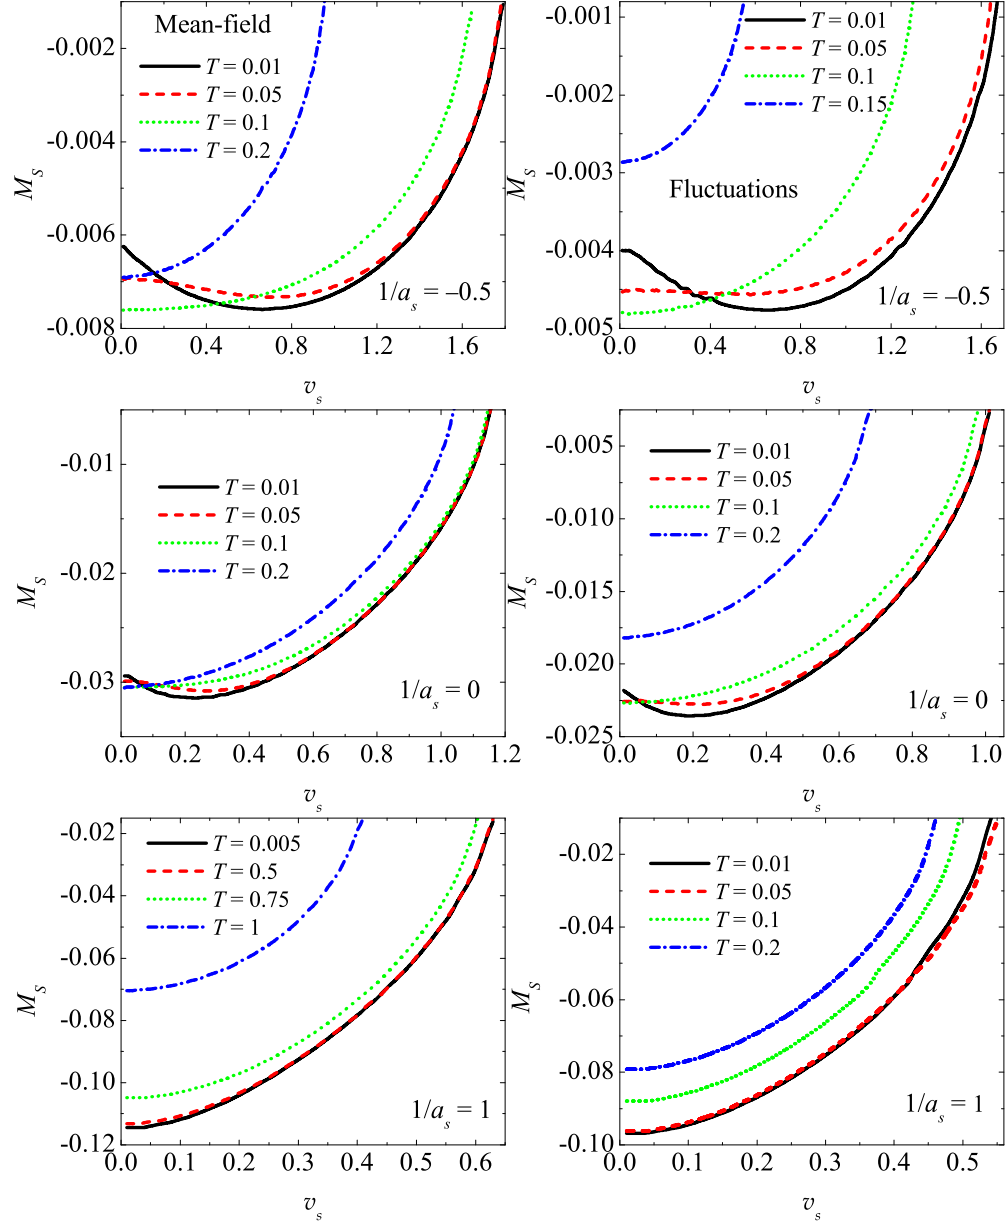 Mean-field
T = 0.01
T = 0.05
T = 0.1
T = 0.2
1/a_s = –0.5
-0.002
-0.004
-0.006
-0.008
M_S
0.0 0.4 0.8 1.2 1.6
v_s
T = 0.01
T = 0.05
T = 0.1
T = 0.15
Fluctuations
1/a_s = –0.5
-0.001
-0.002
-0.003
-0.004
-0.005
M_S
0.0 0.4 0.8 1.2 1.6
v_s
T = 0.01
T = 0.05
T = 0.1
T = 0.2
1/a_s = 0
-0.01
-0.02
-0.03
M_S
0.0 0.2 0.4 0.6 0.8 1.0 1.2
v_s
T = 0.01
T = 0.05
T = 0.1
T = 0.2
1/a_s = 0
-0.005
-0.010
-0.015
-0.020
-0.025
M_S
0.0 0.2 0.4 0.6 0.8 1.0
v_s
T = 0.005
T = 0.5
T = 0.75
T = 1
1/a_s = 1
-0.02
-0.04
-0.06
-0.08
-0.10
-0.12
M_S
0.0 0.1 0.2 0.3 0.4 0.5 0.6
v_s
T = 0.01
T = 0.05
T = 0.1
T = 0.2
1/a_s = 1
-0.02
-0.04
-0.06
-0.08
-0.10
M_S
0.0 0.1 0.2 0.3 0.4 0.5
v_s